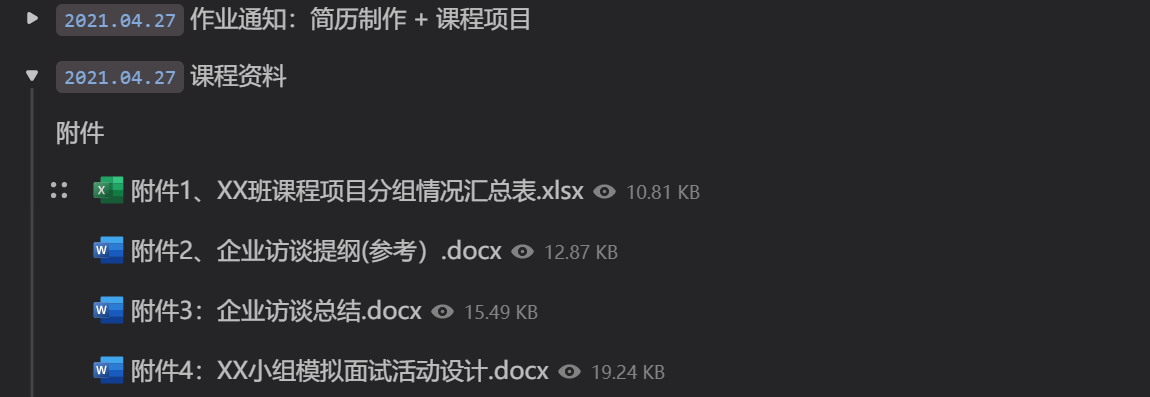 2021.04.27 作业通知：简历制作 + 课程项目
2021.04.27 课程资料
附件
附件1、XX班课程项目分组情况汇总表.xlsx 10.81 KB
附件2、企业访谈提纲(参考）.docx 12.87 KB
附件3：企业访谈总结.docx 15.49 KB
附件4：XX小组模拟面试活动设计.docx 19.24 KB